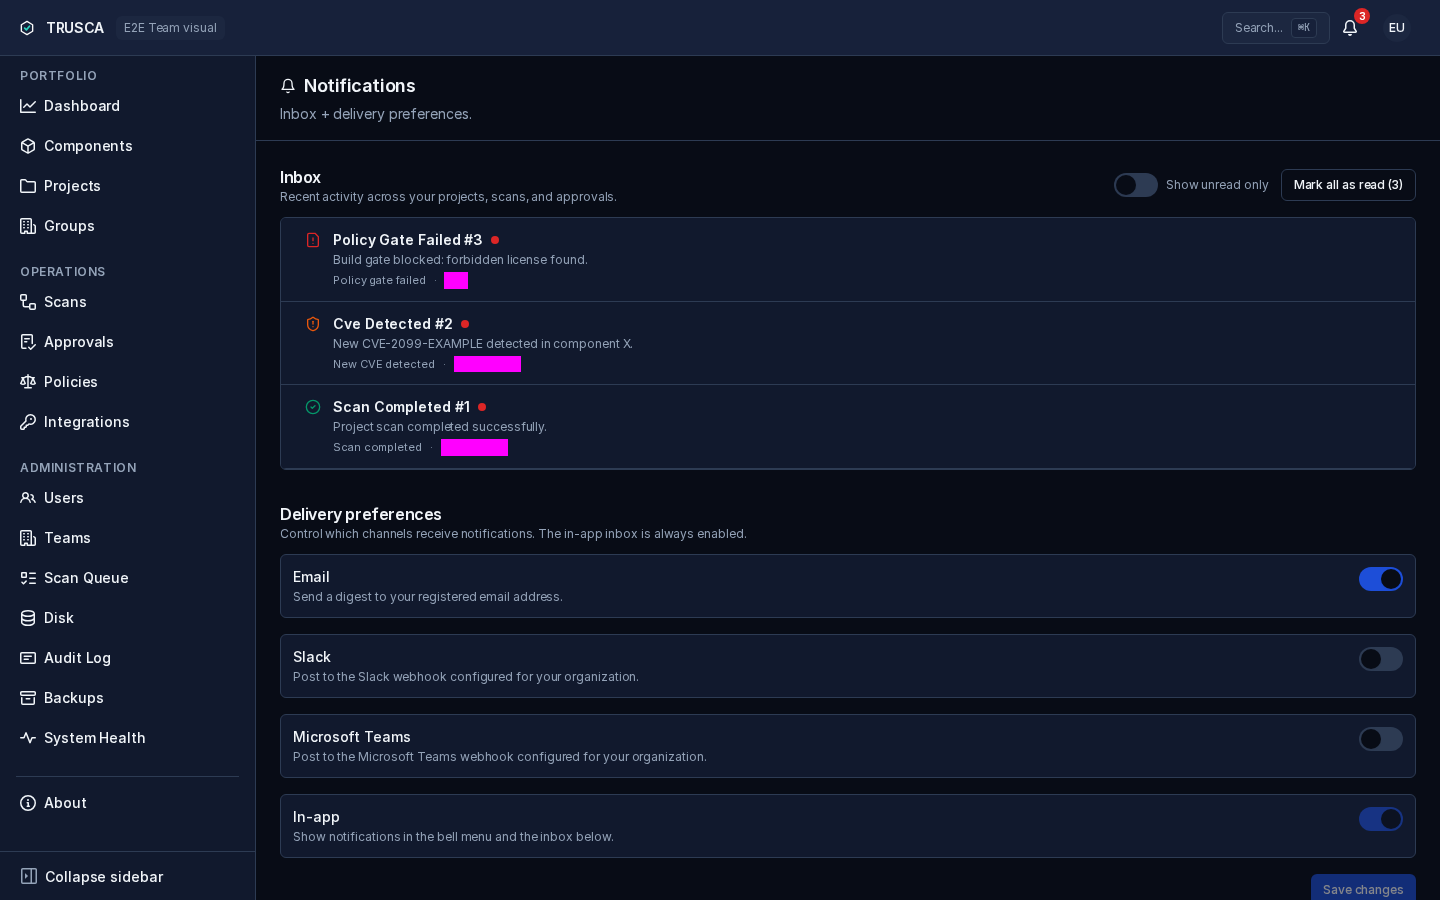 TRUSCA
E2E Team visual
Search...
⌘K
3
EU
PORTFOLIO
Dashboard
Components
Projects
Groups
OPERATIONS
Scans
Approvals
Policies
Integrations
ADMINISTRATION
Users
Teams
Scan Queue
Disk
Audit Log
Backups
System Health
About
Collapse sidebar
Notifications
Inbox + delivery preferences.
Inbox
Recent activity across your projects, scans, and approvals.
Show unread only
Mark all as read (3)
Policy Gate Failed #3
Build gate blocked: forbidden license found.
Policy gate failed ·
Cve Detected #2
New CVE-2099-EXAMPLE detected in component X.
New CVE detected ·
Scan Completed #1
Project scan completed successfully.
Scan completed ·
Delivery preferences
Control which channels receive notifications. The in-app inbox is always enabled.
Email
Send a digest to your registered email address.
Slack
Post to the Slack webhook configured for your organization.
Microsoft Teams
Post to the Microsoft Teams webhook configured for your organization.
In-app
Show notifications in the bell menu and the inbox below.
Save changes